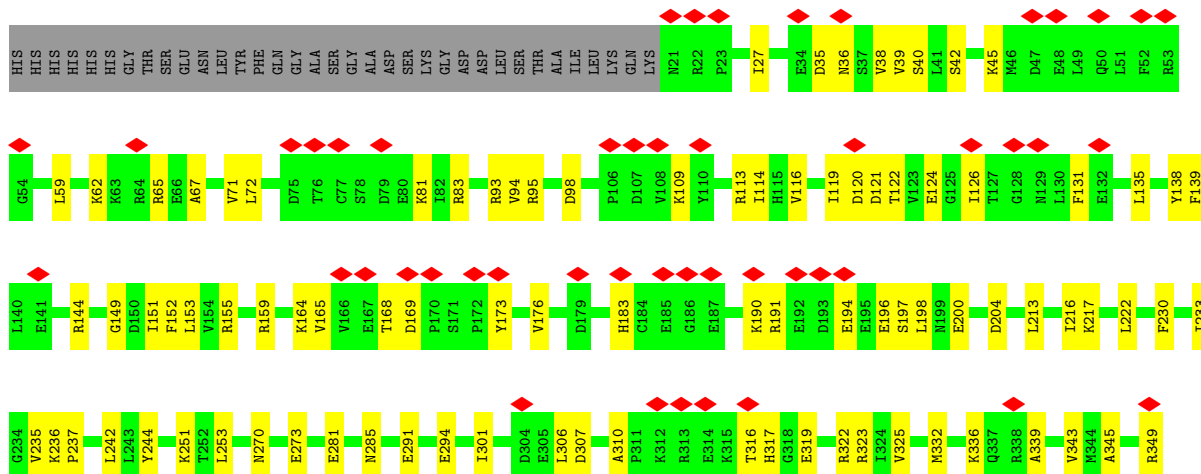 HIS HIS HIS HIS HIS HIS GLY THR SER GLU ASN LEU TYR PHE GLN GLY ALA SER GLY ALA ASP SER LYS GLY ASP ASP LEU SER THR ALA ILE LEU LYS GLN LYS N21 R22 P23 I27 E34 D35 N36 S37 V38 V39 S40 L41 S42 K45 M46 D47 E48 L49 Q50 L51 F52 R53
G54 L59 K62 K63 R64 R65 E66 A67 V71 L72 D75 T76 C77 S78 D79 E80 K81 I82 R83 R93 V94 R95 D98 P106 D107 V108 K109 Y110 R113 I114 H115 V116 I119 D120 D121 T122 V123 E124 G125 I126 T127 G128 N129 L130 F131 E132 L135 Y138 F139
L140 E141 R144 G149 D150 I151 F152 L153 V154 R155 R159 K164 V165 V166 E167 T168 D169 P170 S171 P172 Y173 V176 D179 H183 C184 E185 G186 E187 K190 R191 E192 D193 E194 E195 E196 S197 L198 N199 E200 D204 L213 I216 K217 L222 F230
G234 V235 K236 P237 L242 L243 Y244 K251 T252 L253 N270 E273 E281 N285 E291 E294 I301 D304 E305 L306 D307 A310 P311 K312 R313 E314 K315 T316 H317 G318 E319 R322 R323 I324 V325 M332 K336 Q337 R338 A339 V343 M344 A345 R349